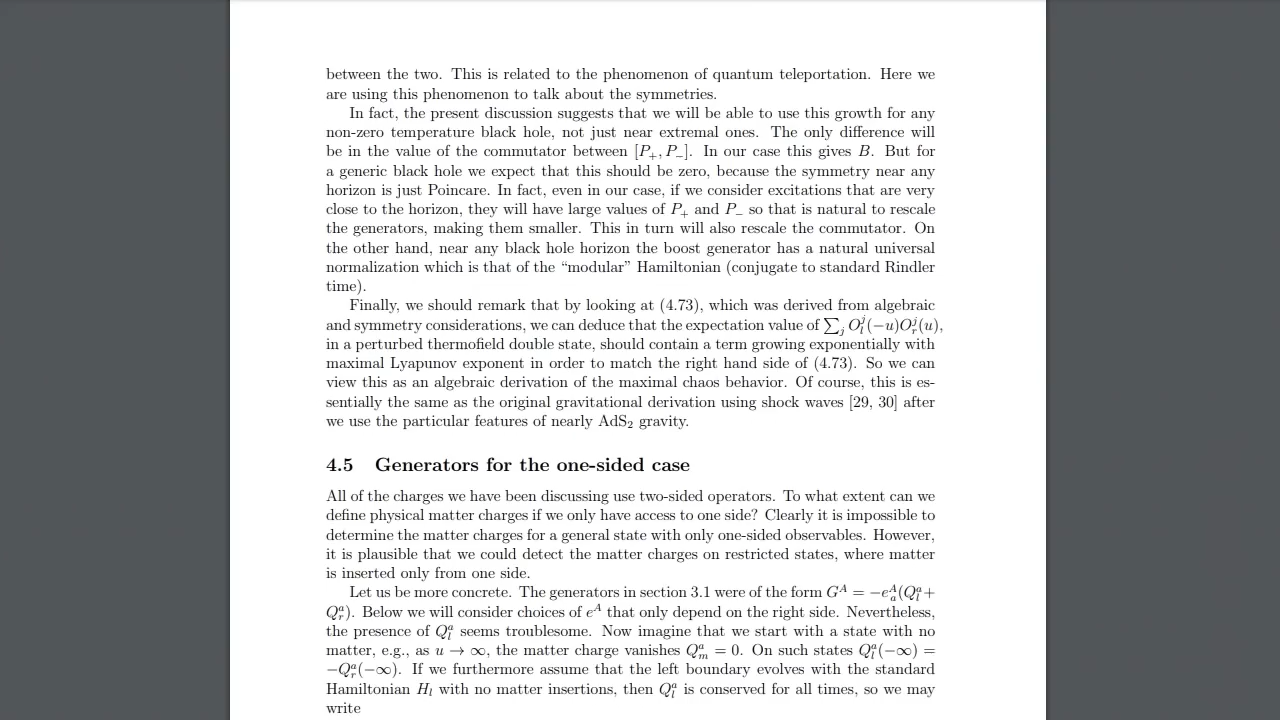 between the two. This is related to the phenomenon of quantum teleportation. Here we
are using this phenomenon to talk about the symmetries.
In fact, the present discussion suggests that we will be able to use this growth for any
non-zero temperature black hole, not just near extremal ones. The only difference will
be in the value of the commutator between [P₊, P₋]. In our case this gives B. But for
a generic black hole we expect that this should be zero, because the symmetry near any
horizon is just Poincare. In fact, even in our case, if we consider excitations that are very
close to the horizon, they will have large values of P₊ and P₋ so that is natural to rescale
the generators, making them smaller. This in turn will also rescale the commutator. On
the other hand, near any black hole horizon the boost generator has a natural universal
normalization which is that of the “modular” Hamiltonian (conjugate to standard Rindler
time).
Finally, we should remark that by looking at (4.73), which was derived from algebraic
and symmetry considerations, we can deduce that the expectation value of ∑_j O_l^j(−u)O_r^j(u),
in a perturbed thermofield double state, should contain a term growing exponentially with
maximal Lyapunov exponent in order to match the right hand side of (4.73). So we can
view this as an algebraic derivation of the maximal chaos behavior. Of course, this is es-
sentially the same as the original gravitational derivation using shock waves [29, 30] after
we use the particular features of nearly AdS₂ gravity.
4.5 Generators for the one-sided case
All of the charges we have been discussing use two-sided operators. To what extent can we
define physical matter charges if we only have access to one side? Clearly it is impossible to
determine the matter charges for a general state with only one-sided observables. However,
it is plausible that we could detect the matter charges on restricted states, where matter
is inserted only from one side.
Let us be more concrete. The generators in section 3.1 were of the form G^A = −e_a^A(Q_l^a+
Q_r^a). Below we will consider choices of e^A that only depend on the right side. Nevertheless,
the presence of Q_l^a seems troublesome. Now imagine that we start with a state with no
matter, e.g., as u → ∞, the matter charge vanishes Q_m^a = 0. On such states Q_l^a(−∞) =
−Q_r^a(−∞). If we furthermore assume that the left boundary evolves with the standard
Hamiltonian H_l with no matter insertions, then Q_l^a is conserved for all times, so we may
write